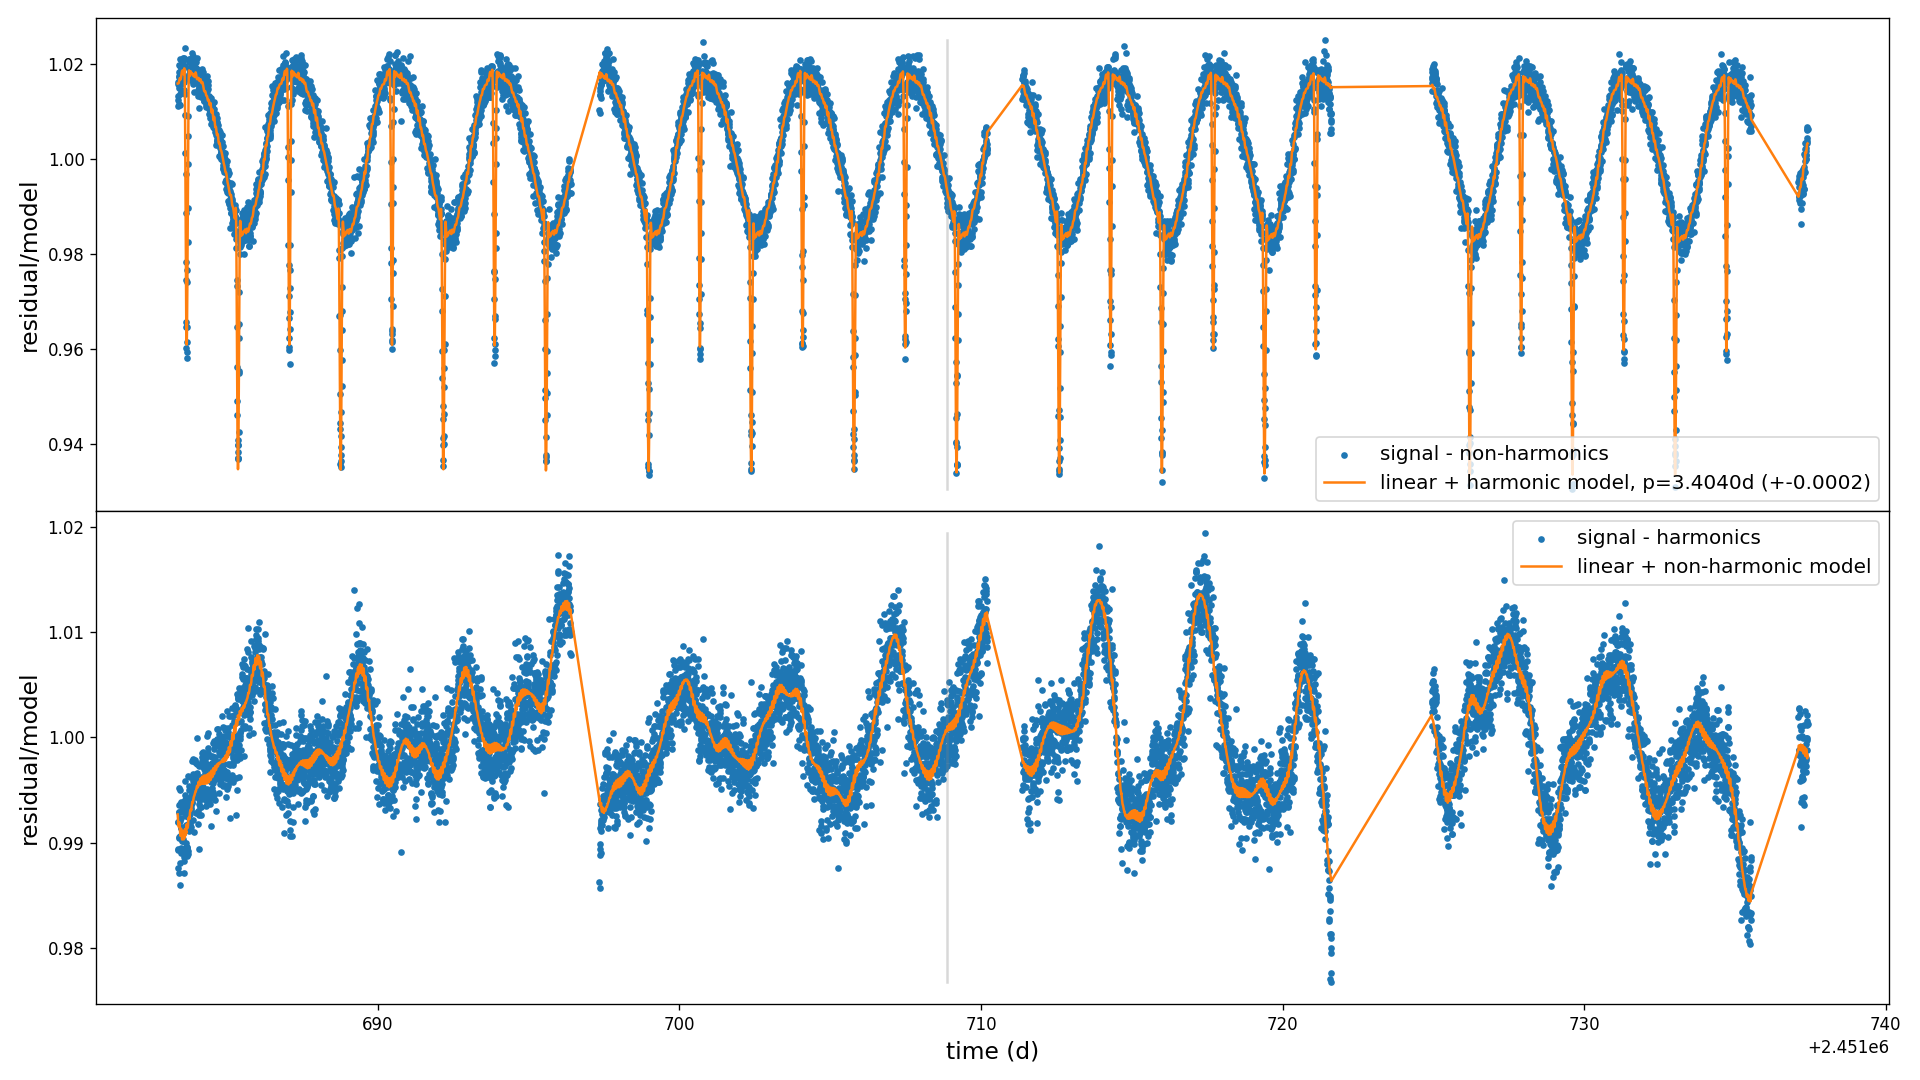 1.02
1.00
0.98
0.96
0.94
residual/model
signal - non-harmonics
linear + harmonic model, p=3.4040d (+-0.0002)
1.02
1.01
1.00
0.99
0.98
residual/model
signal - harmonics
linear + non-harmonic model
690
700
710
720
730
740
time (d)
+2.451e6